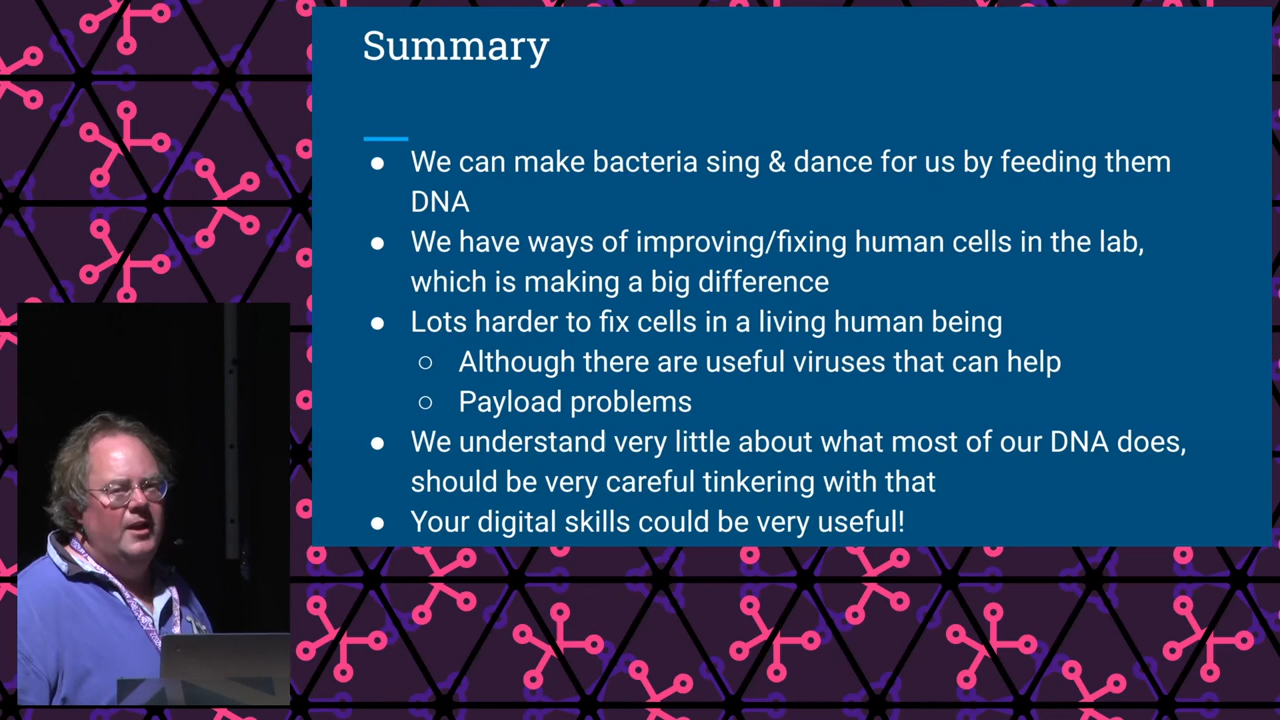 Summary
● We can make bacteria sing & dance for us by feeding them
DNA
● We have ways of improving/fixing human cells in the lab,
which is making a big difference
● Lots harder to fix cells in a living human being
○ Although there are useful viruses that can help
○ Payload problems
● We understand very little about what most of our DNA does,
should be very careful tinkering with that
● Your digital skills could be very useful!